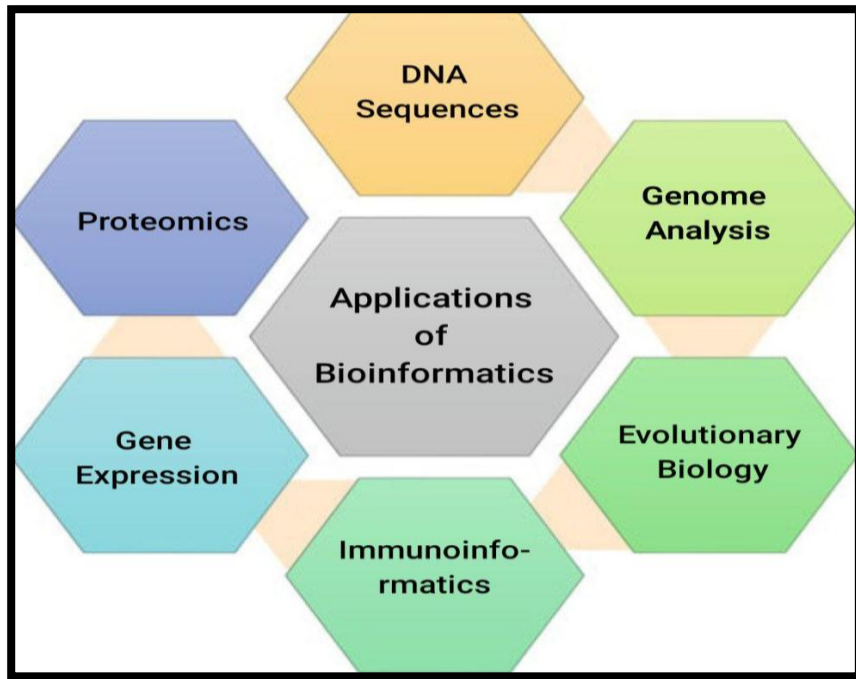 DNA
Sequences
Genome
Analysis
Evolutionary
Biology
Immunoinfo-
rmatics
Gene
Expression
Proteomics
Applications
of
Bioinformatics